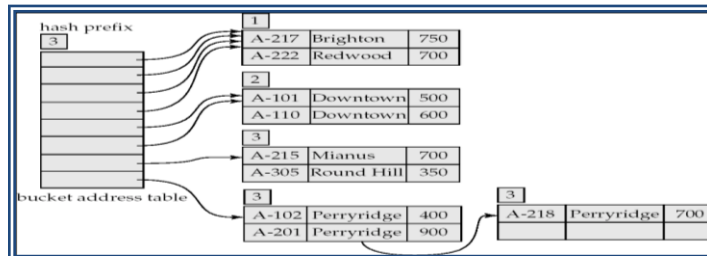 hash prefix
3
bucket address table
1
A-217 Brighton 750
A-222 Redwood 700
2
A-101 Downtown 500
A-110 Downtown 600
3
A-215 Mianus 700
A-305 Round Hill 350
3
A-102 Perryridge 400
A-201 Perryridge 900
3
A-218 Perryridge 700